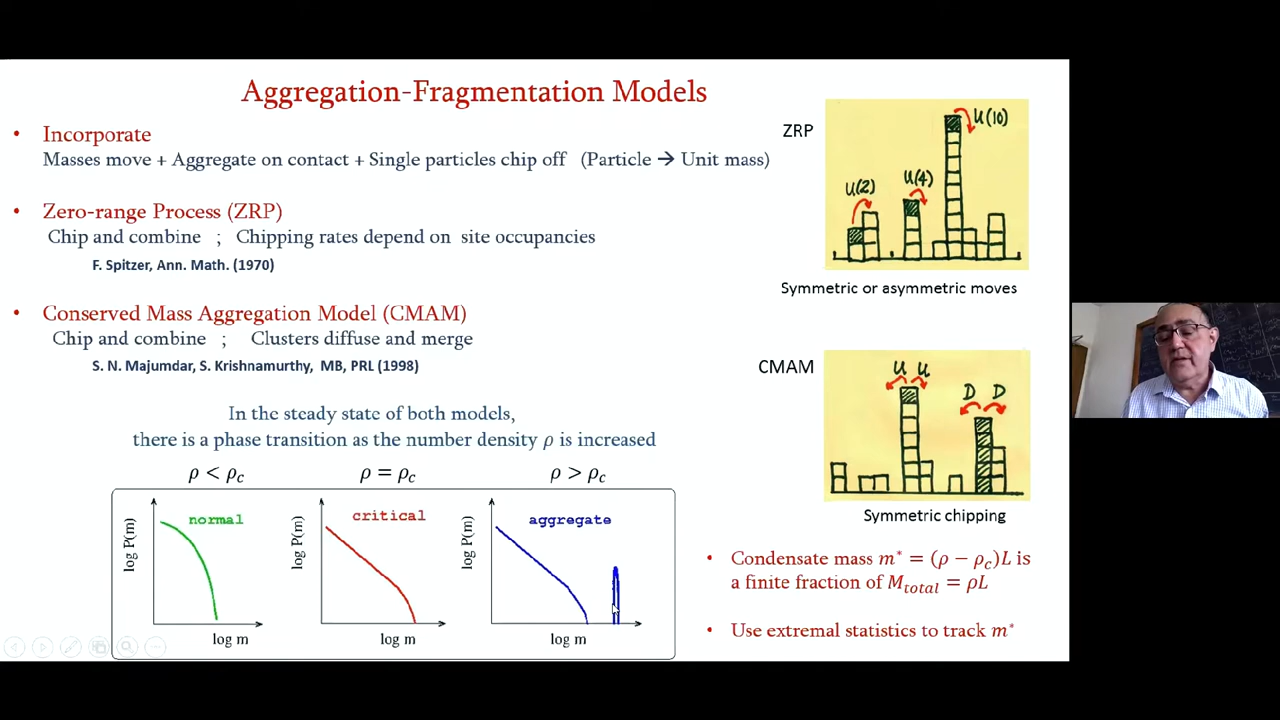 Aggregation-Fragmentation Models
• Incorporate
Masses move + Aggregate on contact + Single particles chip off (Particle → Unit mass)
• Zero-range Process (ZRP)
Chip and combine ; Chipping rates depend on site occupancies
F. Spitzer, Ann. Math. (1970)
• Conserved Mass Aggregation Model (CMAM)
Chip and combine ; Clusters diffuse and merge
S. N. Majumdar, S. Krishnamurthy, MB, PRL (1998)
In the steady state of both models,
there is a phase transition as the number density ρ is increased
ρ < ρc
ρ = ρc
ρ > ρc
normal
log P(m)
log m
critical
log P(m)
log m
aggregate
log P(m)
log m
ZRP
U(2)
U(4)
U(10)
Symmetric or asymmetric moves
CMAM
U U
D D
Symmetric chipping
• Condensate mass m* = (ρ − ρc)L is
a finite fraction of Mtotal = ρL
• Use extremal statistics to track m*